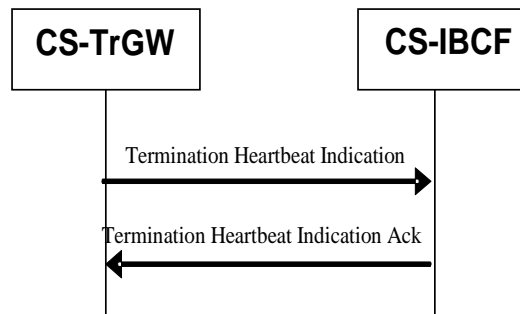 CS-TrGW
CS-IBCF
Termination Heartbeat Indication
Termination Heartbeat Indication Ack